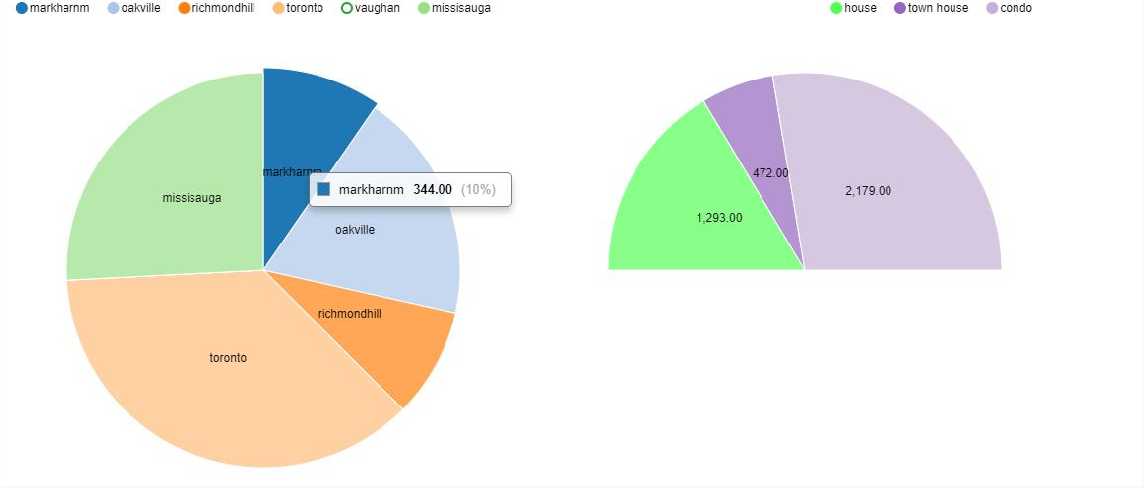 markharnm oakville richmondhill toronto vaughan missisauga
house town house condo
markharnm
472.00
markharnm 344.00 (10%)
2,179.00
missisauga
1,293.00
oakville
richmondhill
toronto